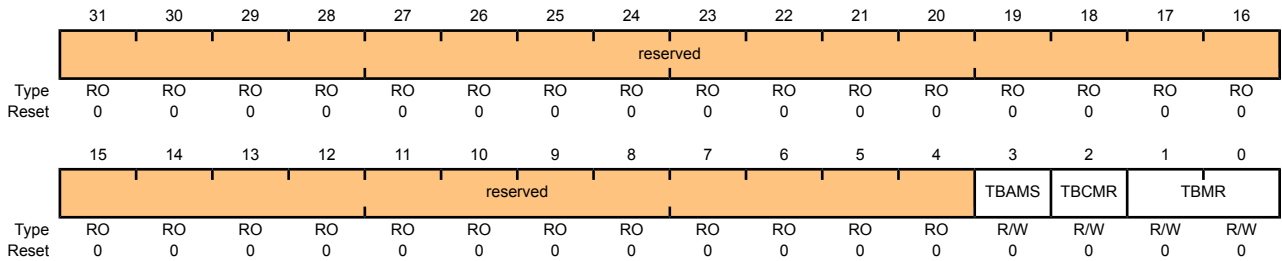 31 30 29 28 27 26 25 24 23 22 21 20 19 18 17 16
reserved
Type RO RO RO RO RO RO RO RO RO RO RO RO RO RO RO RO
Reset 0 0 0 0 0 0 0 0 0 0 0 0 0 0 0 0
15 14 13 12 11 10 9 8 7 6 5 4 3 2 1 0
reserved TBAMS TBCMR TBMR
Type RO RO RO RO RO RO RO RO RO RO RO RO R/W R/W R/W R/W
Reset 0 0 0 0 0 0 0 0 0 0 0 0 0 0 0 0